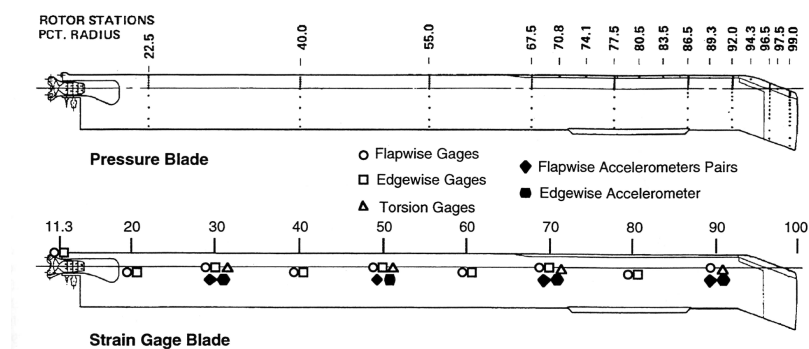 ROTOR STATIONS
PCT. RADIUS
22.5
40.0
55.0
67.5
70.8
74.1
77.5
80.5
83.5
86.5
89.3
92.0
94.3
96.5
97.5
99.0
Pressure Blade
Flapwise Gages
Edgewise Gages
Torsion Gages
Flapwise Accelerometers Pairs
Edgewise Accelerometer
11.3 20 30 40 50 60 70 80 90 100
Strain Gage Blade